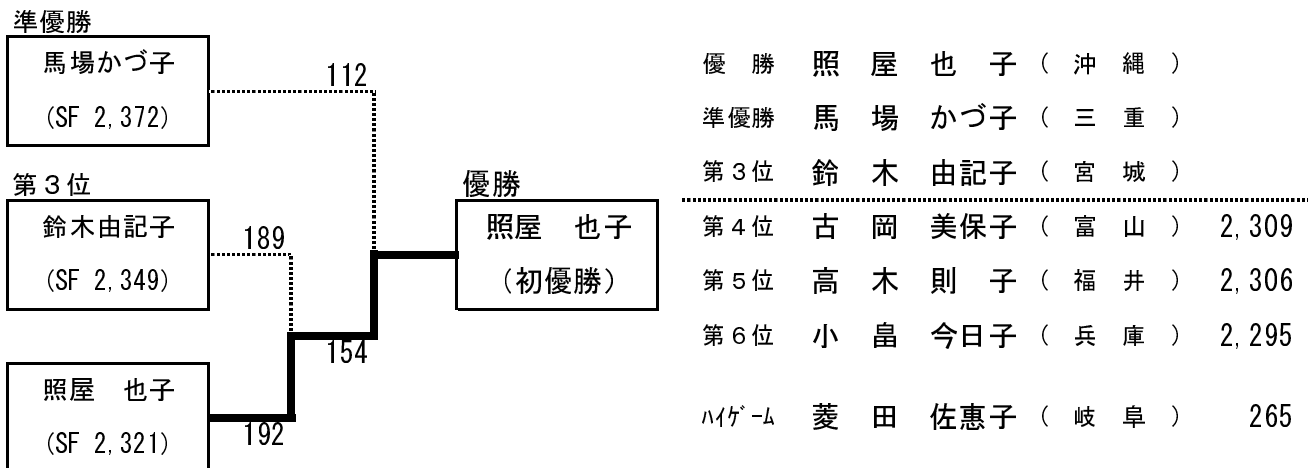 準優勝
馬場かづ子
(SF 2,372)
112
第３位
鈴木由記子
(SF 2,349)
189
優勝
照屋　也子
(初優勝)
154
照屋　也子
(SF 2,321)
192
優　勝　照　屋　也　子 ( 沖　縄 )
準優勝　馬　場　かづ子 ( 三　重 )
第３位　鈴　木　由記子 ( 宮　城 )
第４位　古　岡　美保子 ( 富　山 )　2,309
第５位　高　木　則　子 ( 福　井 )　2,306
第６位　小　畠　今日子 ( 兵　庫 )　2,295
ﾊｲｹﾞｰﾑ　菱　田　佐惠子 ( 岐　阜 )　265